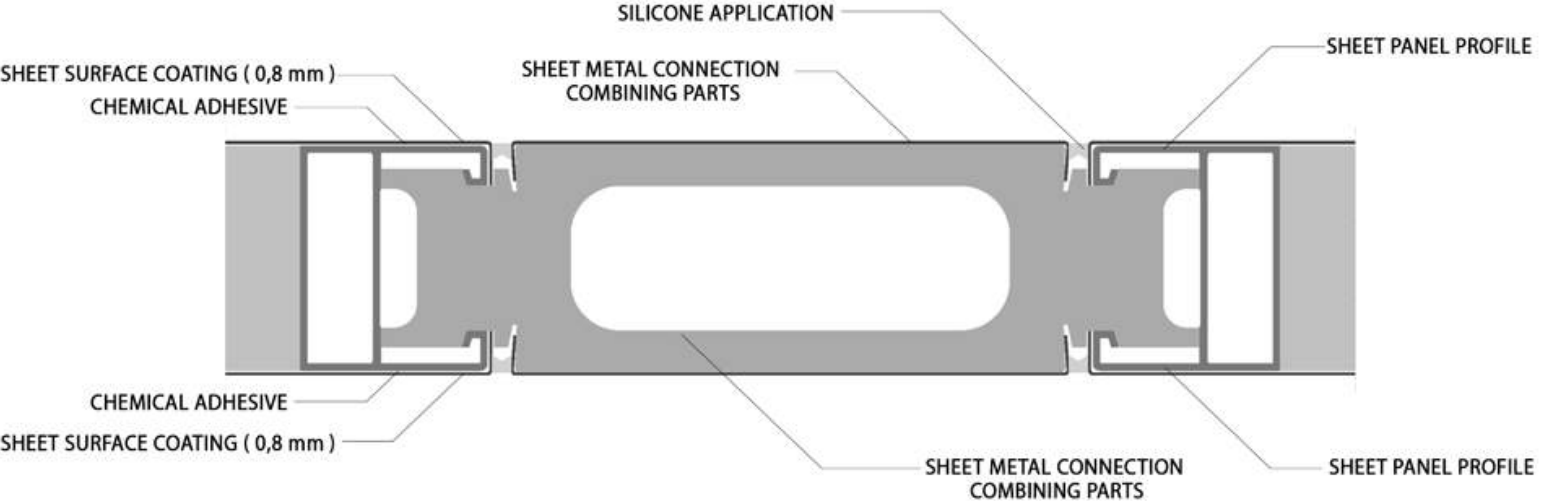 SILICONE APPLICATION
SHEET PANEL PROFILE
SHEET SURFACE COATING ( 0,8 mm )
SHEET METAL CONNECTION
COMBINING PARTS
CHEMICAL ADHESIVE
CHEMICAL ADHESIVE
SHEET SURFACE COATING ( 0,8 mm )
SHEET METAL CONNECTION
COMBINING PARTS
SHEET PANEL PROFILE